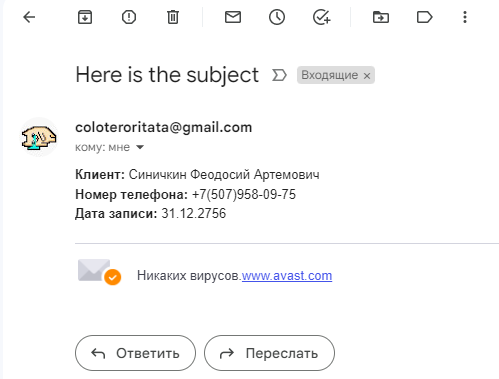 Here is the subject
Входящие ×
coloteroritata@gmail.com
кому: мне
Клиент: Синичкин Феодосий Артемович
Номер телефона: +7(507)958-09-75
Дата записи: 31.12.2756
Никаких вирусов.www.avast.com
Ответить
Переслать